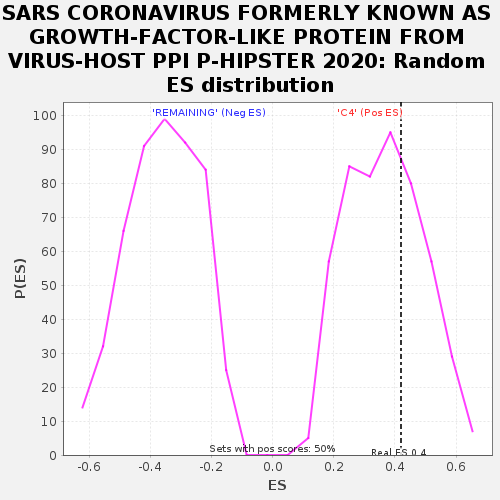 SARS CORONAVIRUS FORMERLY KNOWN AS
GROWTH-FACTOR-LIKE PROTEIN FROM
VIRUS-HOST PPI P-HIPSTER 2020: Random
ES distribution
'REMAINING' (Neg ES) 'C4' (Pos ES)
100
90
80
70
60
50
40
30
20
10
0
P(ES)
Sets with pos scores: 50%
Real ES 0.4
-0.6 -0.4 -0.2 0.0 0.2 0.4 0.6
ES